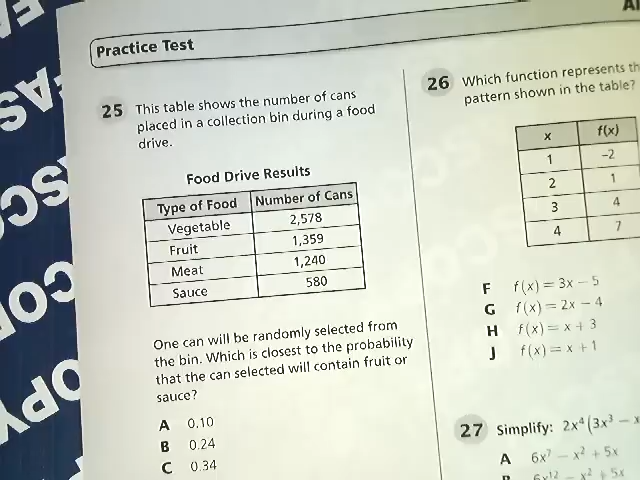 Practice Test
25 This table shows the number of cans
placed in a collection bin during a food
drive.
Food Drive Results
Type of Food Number of Cans
Vegetable 2,578
Fruit 1,359
Meat 1,240
Sauce 580
One can will be randomly selected from
the bin. Which is closest to the probability
that the can selected will contain fruit or
sauce?
A 0.10
B 0.24
C 0.34
26 Which function represents th
pattern shown in the table?
x f(x)
1 -2
2 1
3 4
4 7
F f(x) = 3x - 5
G f(x) = 2x - 4
H f(x) = x + 3
J f(x) = x + 1
27 Simplify: 2x⁴(3x³ - x
A 6x⁷ - x² + 5x
6x¹² - x² + 5x